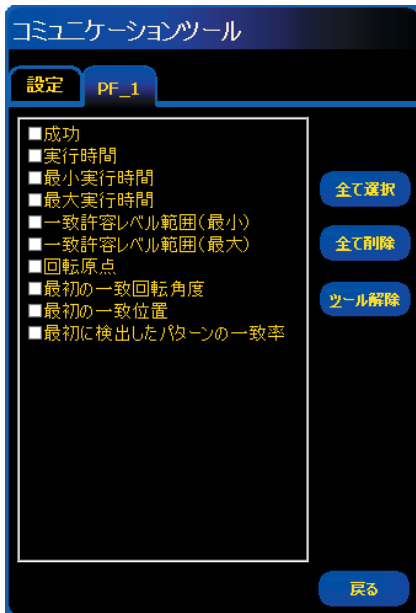 コミュニケーションツール
設定 PF_1
成功
実行時間
最小実行時間
最大実行時間
一致許容レベル範囲(最小)
一致許容レベル範囲(最大)
回転原点
最初の一致回転角度
最初の一致位置
最初に検出したパターンの一致率
全て選択
全て削除
ツール解除
戻る